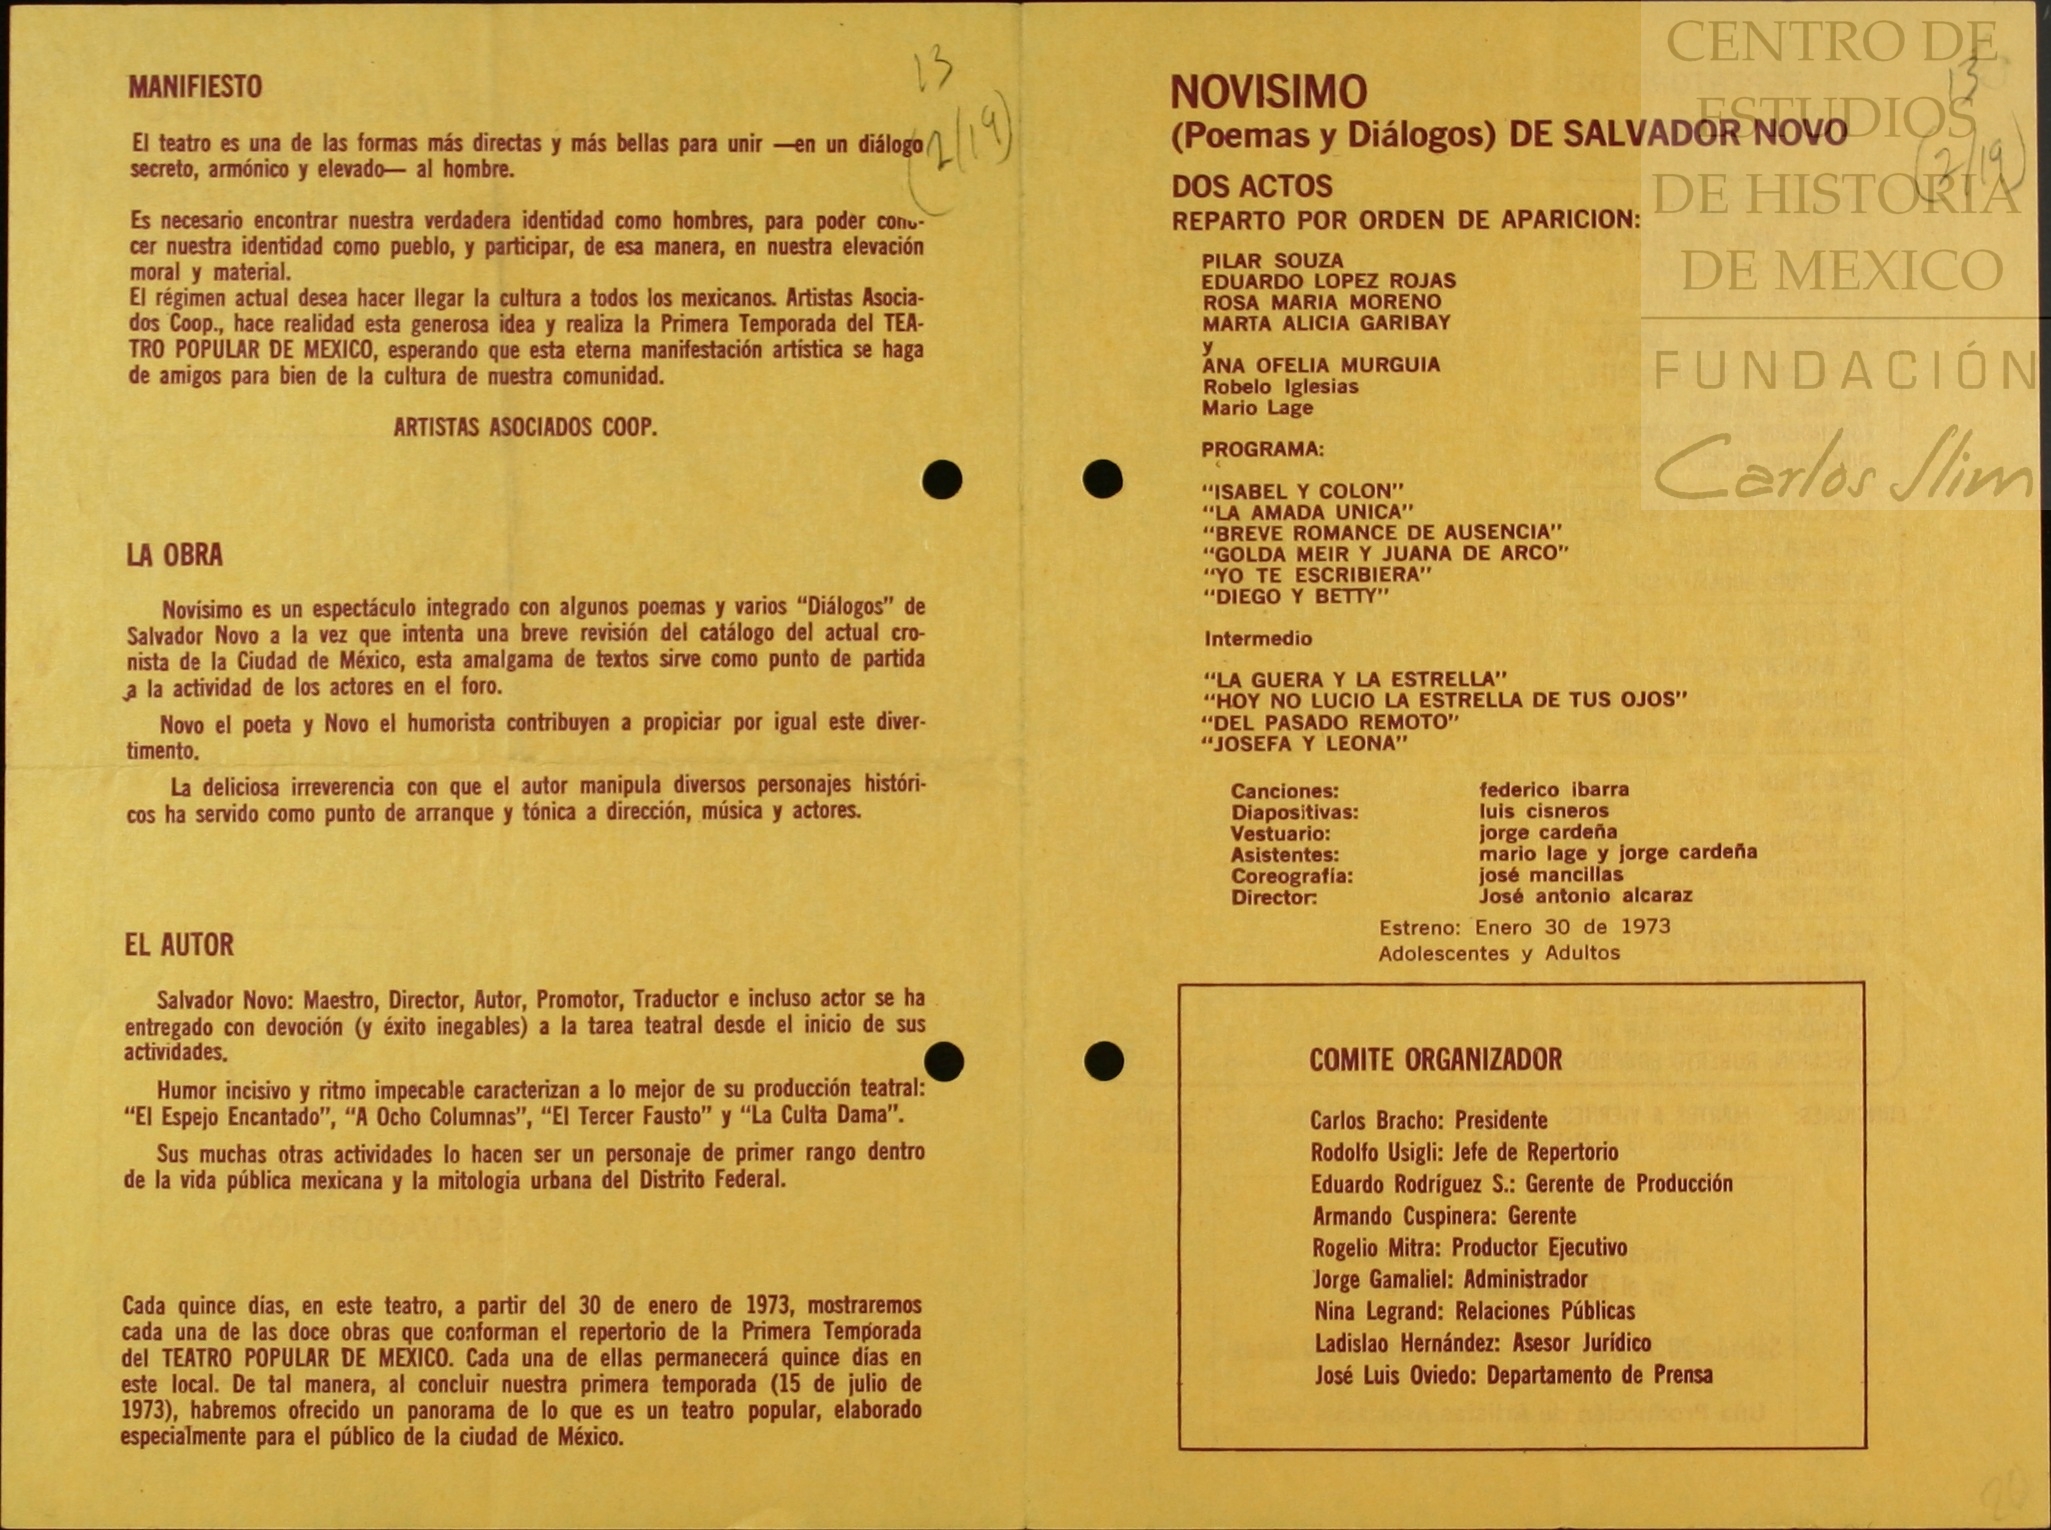 MANIFIESTO
13
(2/19)
El teatro es una de las formas más directas y más bellas para unir —en un diálogo
secreto, armónico y elevado— al hombre.
Es necesario encontrar nuestra verdadera identidad como hombres, para poder cono-
cer nuestra identidad como pueblo, y participar, de esa manera, en nuestra elevación
moral y material.
El régimen actual desea hacer llegar la cultura a todos los mexicanos. Artistas Asocia-
dos Coop., hace realidad esta generosa idea y realiza la Primera Temporada del TEA-
TRO POPULAR DE MEXICO, esperando que esta eterna manifestación artística se haga
de amigos para bien de la cultura de nuestra comunidad.
ARTISTAS ASOCIADOS COOP.
LA OBRA
Novísimo es un espectáculo integrado con algunos poemas y varios “Diálogos” de
Salvador Novo a la vez que intenta una breve revisión del catálogo del actual cro-
nista de la Ciudad de México, esta amalgama de textos sirve como punto de partida
a la actividad de los actores en el foro.
Novo el poeta y Novo el humorista contribuyen a propiciar por igual este diver-
timento.
La deliciosa irreverencia con que el autor manipula diversos personajes históri-
cos ha servido como punto de arranque y tónica a dirección, música y actores.
EL AUTOR
Salvador Novo: Maestro, Director, Autor, Promotor, Traductor e incluso actor se ha
entregado con devoción (y éxito inegables) a la tarea teatral desde el inicio de sus
actividades.
Humor incisivo y ritmo impecable caracterizan a lo mejor de su producción teatral:
“El Espejo Encantado”, “A Ocho Columnas”, “El Tercer Fausto” y “La Culta Dama”.
Sus muchas otras actividades lo hacen ser un personaje de primer rango dentro
de la vida pública mexicana y la mitología urbana del Distrito Federal.
Cada quince días, en este teatro, a partir del 30 de enero de 1973, mostraremos
cada una de las doce obras que conforman el repertorio de la Primera Temporada
del TEATRO POPULAR DE MEXICO. Cada una de ellas permanecerá quince días en
este local. De tal manera, al concluir nuestra primera temporada (15 de julio de
1973), habremos ofrecido un panorama de lo que es un teatro popular, elaborado
especialmente para el público de la ciudad de México.
NOVISIMO
(Poemas y Diálogos) DE SALVADOR NOVO
DOS ACTOS
REPARTO POR ORDEN DE APARICION:
PILAR SOUZA
EDUARDO LOPEZ ROJAS
ROSA MARIA MORENO
MARTA ALICIA GARIBAY
y
ANA OFELIA MURGUIA
Robelo Iglesias
Mario Lage
PROGRAMA:
“ISABEL Y COLON”
“LA AMADA UNICA”
“BREVE ROMANCE DE AUSENCIA”
“GOLDA MEIR Y JUANA DE ARCO”
“YO TE ESCRIBIERA”
“DIEGO Y BETTY”
Intermedio
“LA GUERA Y LA ESTRELLA”
“HOY NO LUCIO LA ESTRELLA DE TUS OJOS”
“DEL PASADO REMOTO”
“JOSEFA Y LEONA”
Canciones: federico ibarra
Diapositivas: luis cisneros
Vestuario: jorge cardeña
Asistentes: mario lage y jorge cardeña
Coreografía: josé mancillas
Director: José antonio alcaraz
Estreno: Enero 30 de 1973
Adolescentes y Adultos
COMITE ORGANIZADOR
Carlos Bracho: Presidente
Rodolfo Usigli: Jefe de Repertorio
Eduardo Rodríguez S.: Gerente de Producción
Armando Cuspinera: Gerente
Rogelio Mitra: Productor Ejecutivo
Jorge Gamaliel: Administrador
Nina Legrand: Relaciones Públicas
Ladislao Hernández: Asesor Jurídico
José Luis Oviedo: Departamento de Prensa
CENTRO DE
ESTUDIOS
DE HISTORIA
DE MEXICO
FUNDACIÓN
Carlos Slim
13
(2/19)
20